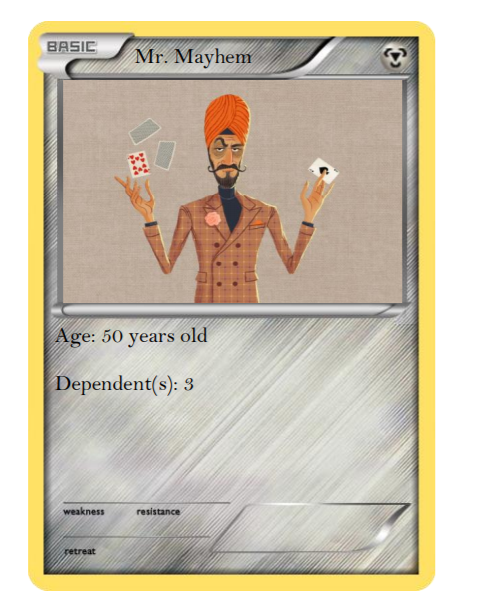 BASIC
Mr. Mayhem
Age: 50 years old
Dependent(s): 3
weakness resistance
retreat